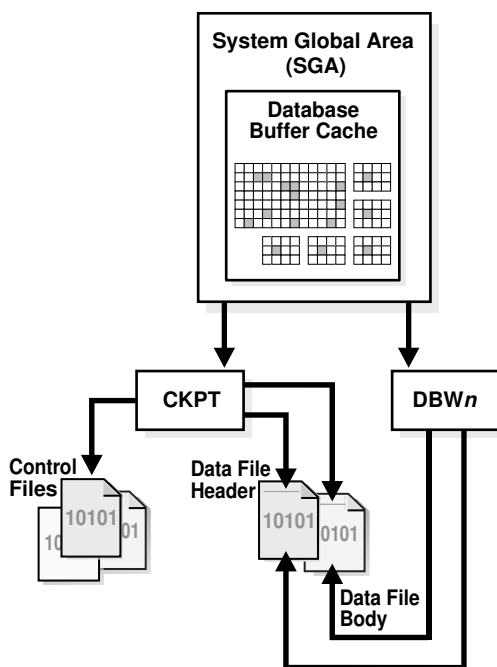 System Global Area
(SGA)
Database
Buffer Cache
CKPT
DBWn
Control
Files
Data File
Header
10101
10
01
10101
0101
Data File
Body